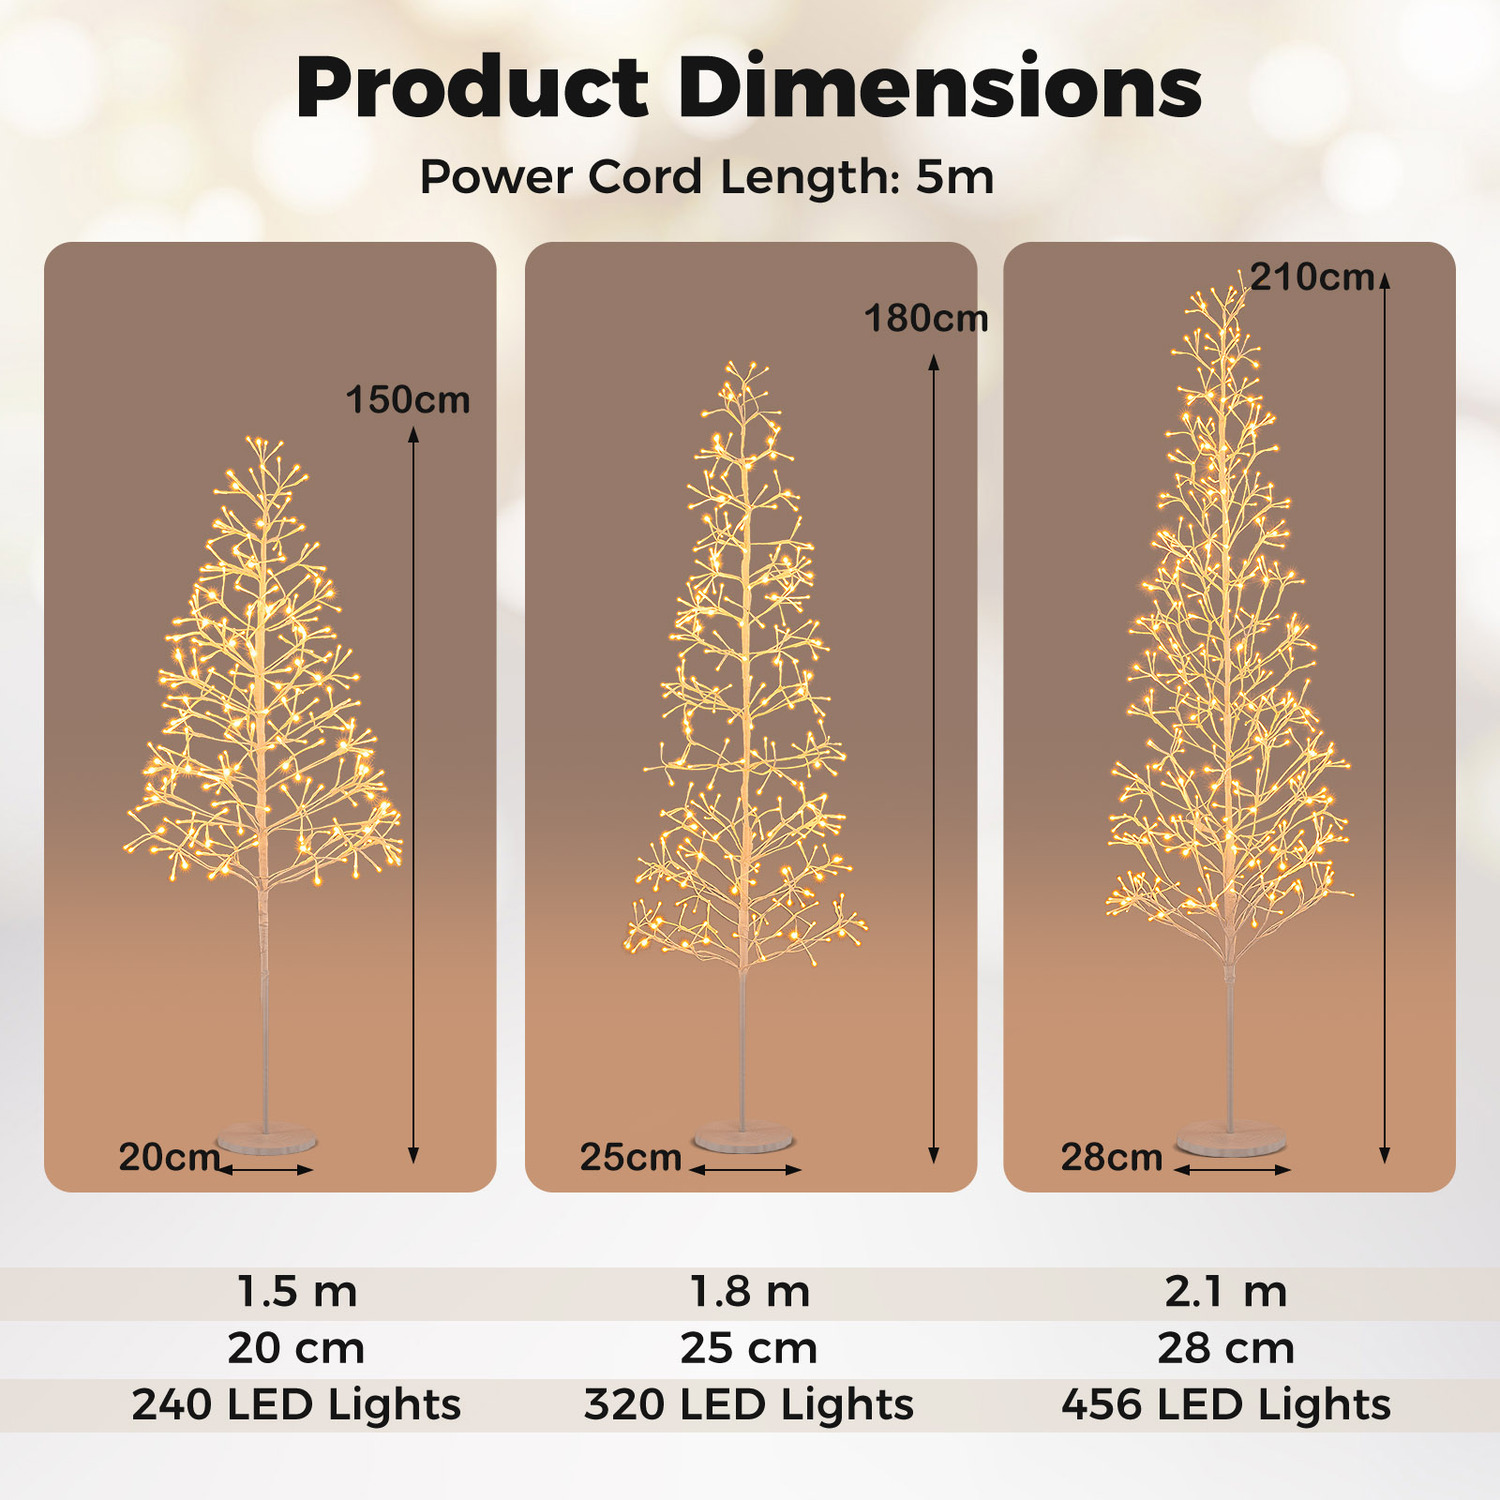 Product Dimensions
Power Cord Length: 5m
150cm
180cm
210cm
20cm
25cm
28cm
1.5 m
1.8 m
2.1 m
20 cm
25 cm
28 cm
240 LED Lights
320 LED Lights
456 LED Lights